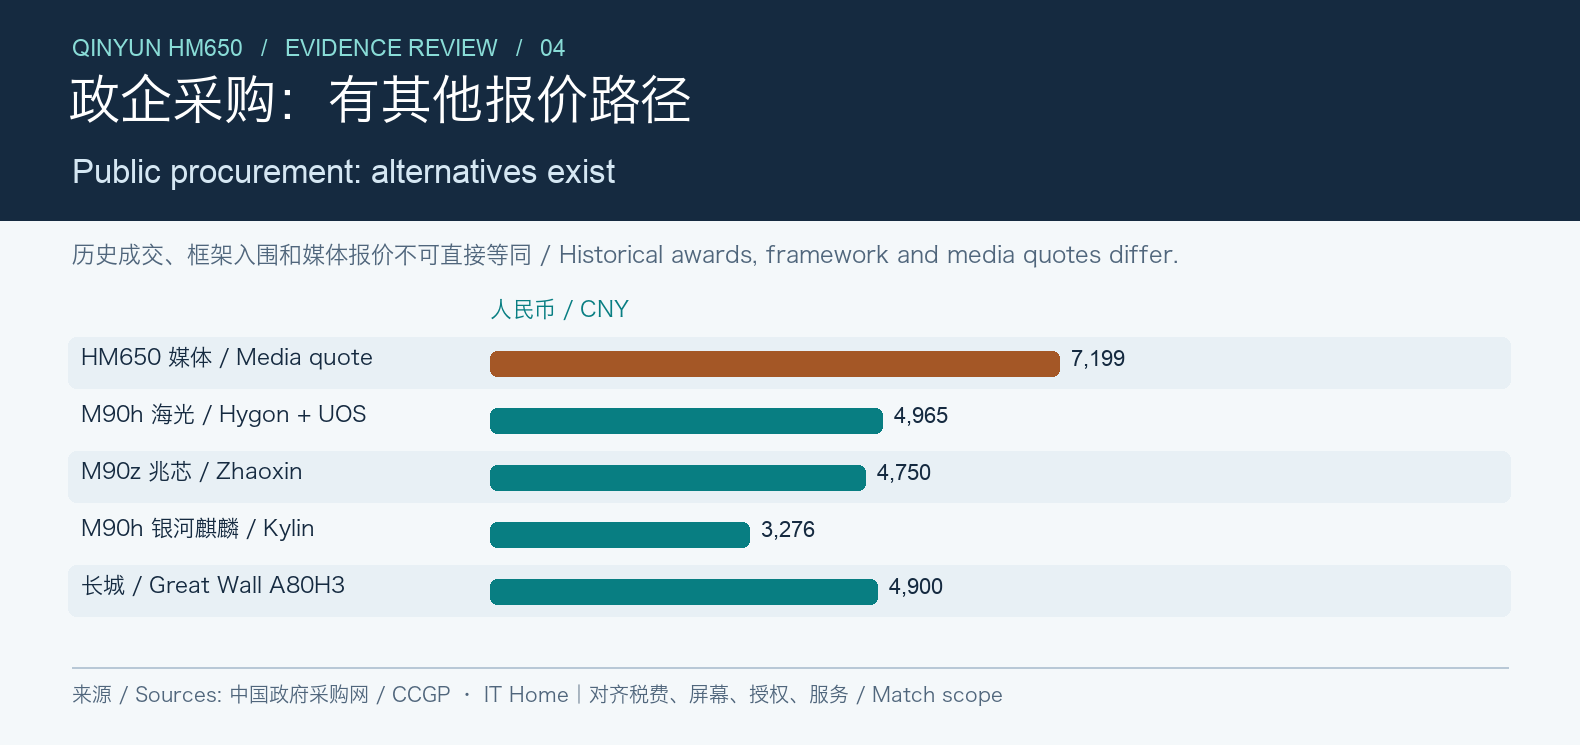 QINYUN HM650 / EVIDENCE REVIEW / 04
政企采购：有其他报价路径
Public procurement: alternatives exist
历史成交、框架入围和媒体报价不可直接等同 / Historical awards, framework and media quotes differ.
人民币 / CNY
HM650 媒体 / Media quote 7,199
M90h 海光 / Hygon + UOS 4,965
M90z 兆芯 / Zhaoxin 4,750
M90h 银河麒麟 / Kylin 3,276
长城 / Great Wall A80H3 4,900
来源 / Sources: 中国政府采购网 / CCGP · IT Home｜对齐税费、屏幕、授权、服务 / Match scope